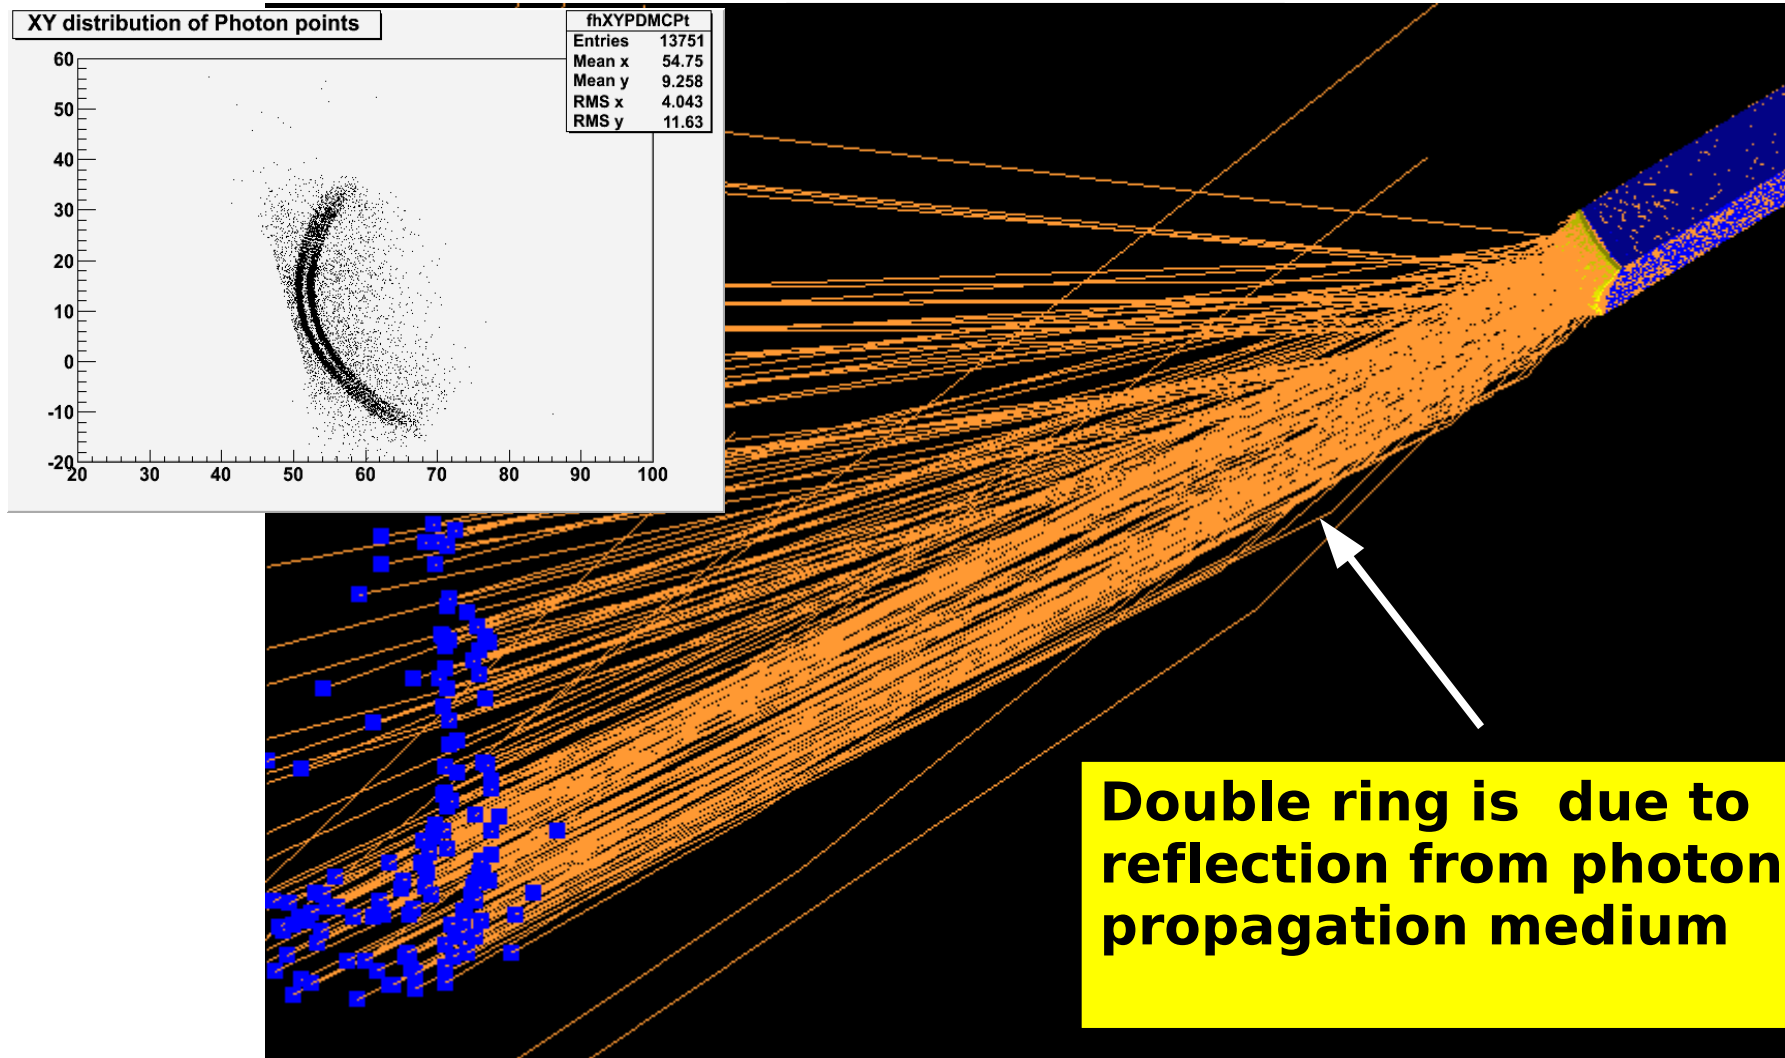 XY distribution of Photon points
fhXYPDMCPt
Entries 13751
Mean x 54.75
Mean y 9.258
RMS x 4.043
RMS y 11.63
60
50
40
30
20
10
0
-10
-20
20 30 40 50 60 70 80 90 100
Double ring is due to
reflection from photon
propagation medium